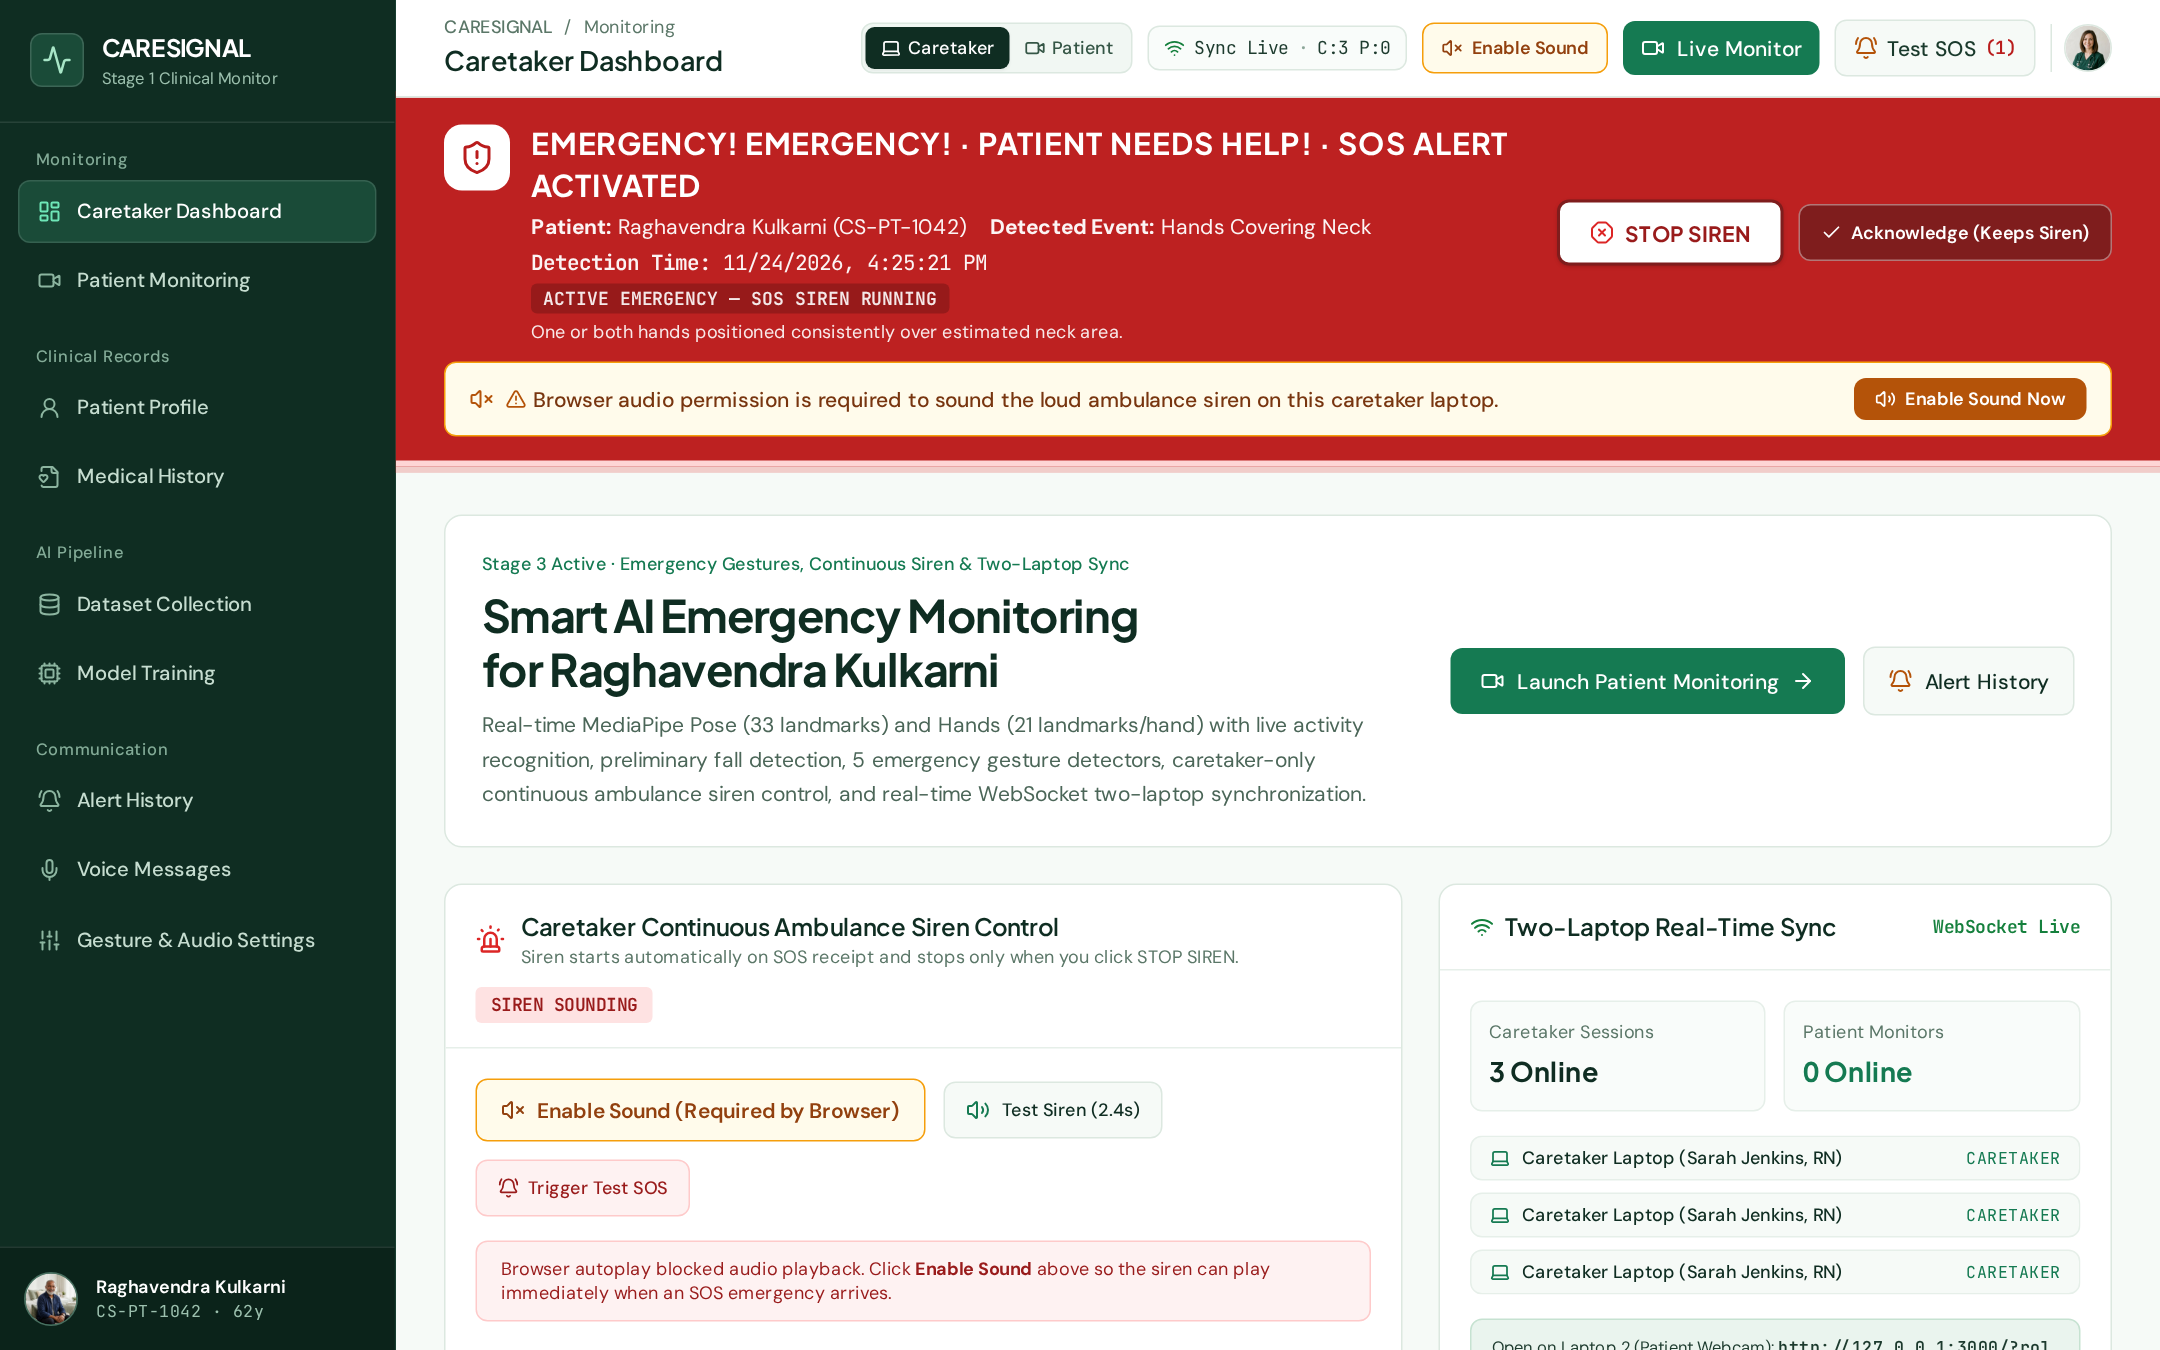 CARESIGNAL
Stage 1 Clinical Monitor
Monitoring
Caretaker Dashboard
Patient Monitoring
Clinical Records
Patient Profile
Medical History
AI Pipeline
Dataset Collection
Model Training
Communication
Alert History
Voice Messages
Gesture & Audio Settings
Raghavendra Kulkarni
CS-PT-1042 · 62y
CARESIGNAL / Monitoring
Caretaker Dashboard
Caretaker
Patient
Sync Live · C:3 P:0
Enable Sound
Live Monitor
Test SOS (1)
EMERGENCY! EMERGENCY! · PATIENT NEEDS HELP! · SOS ALERT
ACTIVATED
Patient: Raghavendra Kulkarni (CS-PT-1042) Detected Event: Hands Covering Neck
Detection Time: 11/24/2026, 4:25:21 PM
ACTIVE EMERGENCY — SOS SIREN RUNNING
One or both hands positioned consistently over estimated neck area.
STOP SIREN
Acknowledge (Keeps Siren)
Browser audio permission is required to sound the loud ambulance siren on this caretaker laptop.
Enable Sound Now
Stage 3 Active · Emergency Gestures, Continuous Siren & Two-Laptop Sync
Smart AI Emergency Monitoring
for Raghavendra Kulkarni
Real-time MediaPipe Pose (33 landmarks) and Hands (21 landmarks/hand) with live activity
recognition, preliminary fall detection, 5 emergency gesture detectors, caretaker-only
continuous ambulance siren control, and real-time WebSocket two-laptop synchronization.
Launch Patient Monitoring
Alert History
Caretaker Continuous Ambulance Siren Control
Siren starts automatically on SOS receipt and stops only when you click STOP SIREN.
SIREN SOUNDING
Enable Sound (Required by Browser)
Test Siren (2.4s)
Trigger Test SOS
Browser autoplay blocked audio playback. Click Enable Sound above so the siren can play
immediately when an SOS emergency arrives.
Two-Laptop Real-Time Sync
WebSocket Live
Caretaker Sessions
3 Online
Patient Monitors
0 Online
Caretaker Laptop (Sarah Jenkins, RN) CARETAKER
Caretaker Laptop (Sarah Jenkins, RN) CARETAKER
Caretaker Laptop (Sarah Jenkins, RN) CARETAKER
Open on Laptop 2 (Patient Webcam): http://127.0.0.1:3000/?rol